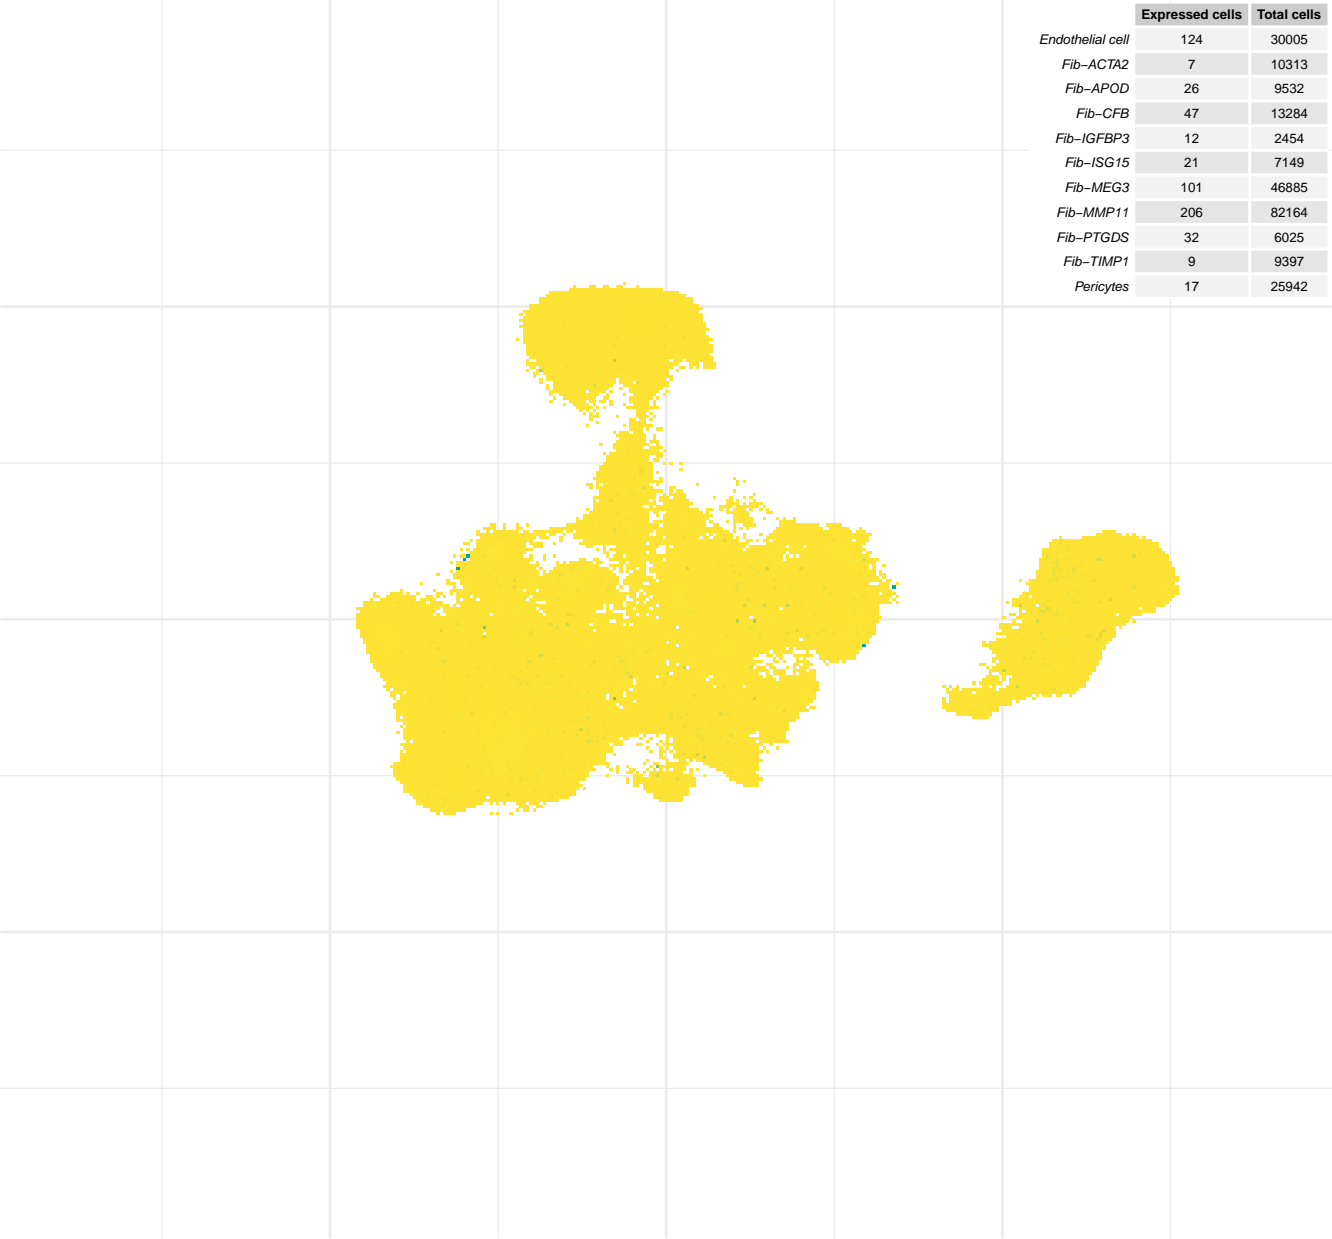 Expressed cells Total cells
Endothelial cell 124 30005
Fib−ACTA2 7 10313
Fib−APOD 26 9532
Fib−CFB 47 13284
Fib−IGFBP3 12 2454
Fib−ISG15 21 7149
Fib−MEG3 101 46885
Fib−MMP11 206 82164
Fib−PTGDS 32 6025
Fib−TIMP1 9 9397
Pericytes 17 25942